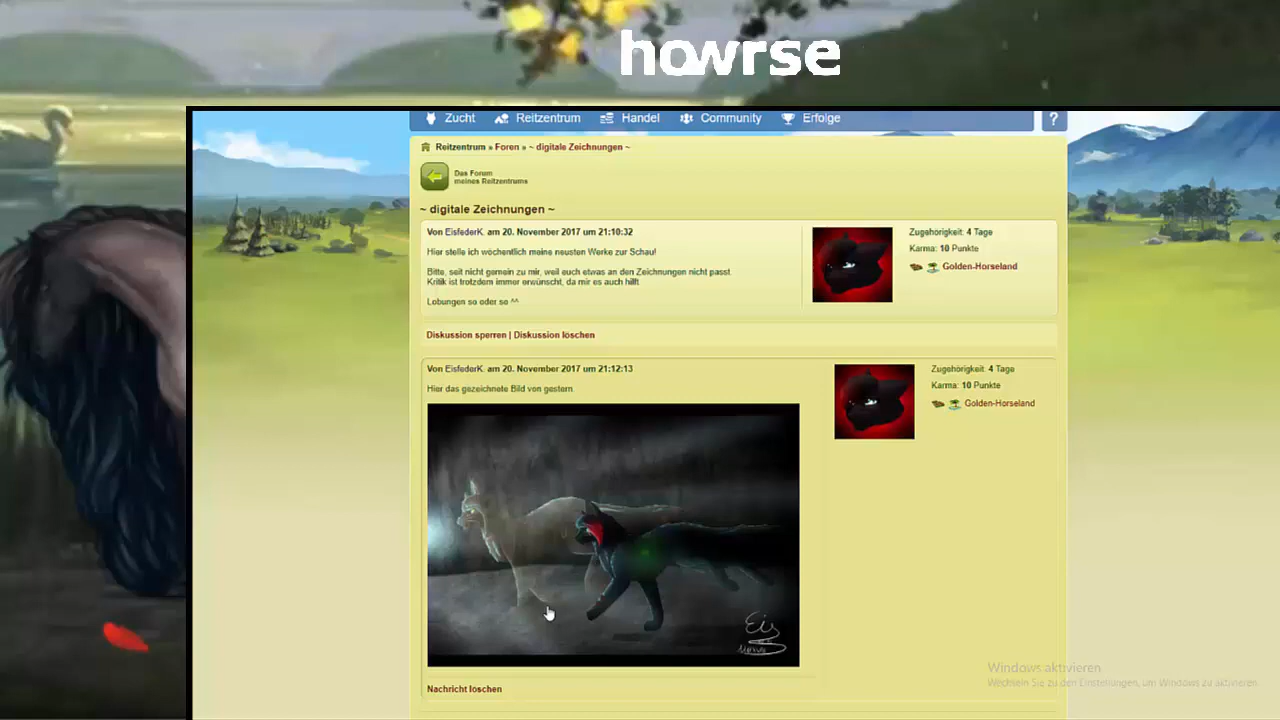 howrse
Zucht Reitzentrum Handel Community Erfolge ?
Reitzentrum » Foren » ~ digitale Zeichnungen ~
Das Forum
meines Reitzentrums
~ digitale Zeichnungen ~
Von EisfederK. am 20. November 2017 um 21:10:32
Hier stelle ich wöchentlich meine neusten Werke zur Schau!
Bitte, seit nicht gemein zu mir, weil euch etwas an den Zeichnungen nicht passt.
Kritik ist trotzdem immer erwünscht, da mir es auch hilft
Lobungen so oder so ^^
Zugehörigkeit: 4 Tage
Karma: 10 Punkte
Golden-Horseland
Diskussion sperren | Diskussion löschen
Von EisfederK. am 20. November 2017 um 21:12:13
Hier das gezeichnete Bild von gestern.
Zugehörigkeit: 4 Tage
Karma: 10 Punkte
Golden-Horseland
Eis
Nachricht löschen
Windows aktivieren
Wechseln Sie zu den Einstellungen, um Windows zu aktivieren.